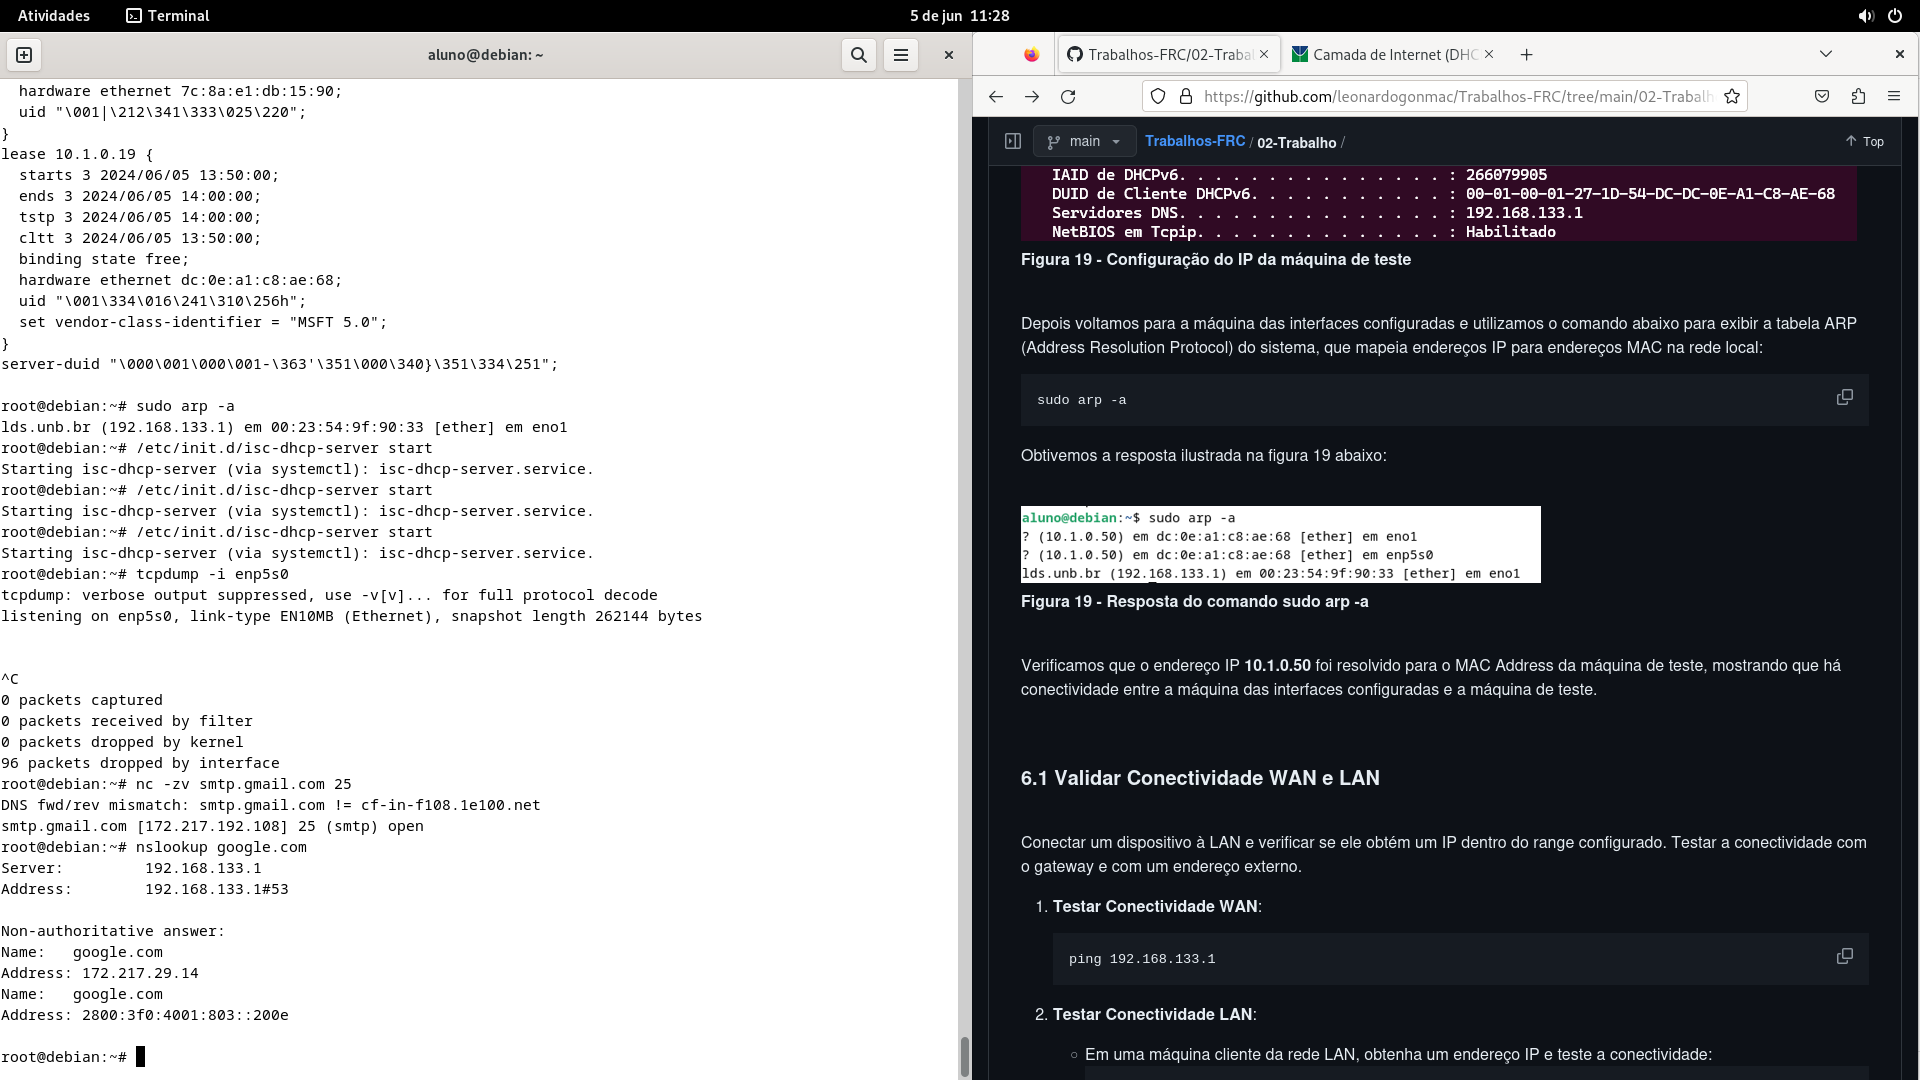 Atividades
Terminal
5 de jun 11:28
aluno@debian: ~
hardware ethernet 7c:8a:e1:db:15:90;
uid "\001|\212\341\333\025\220";
}
lease 10.1.0.19 {
starts 3 2024/06/05 13:50:00;
ends 3 2024/06/05 14:00:00;
tstp 3 2024/06/05 14:00:00;
cltt 3 2024/06/05 13:50:00;
binding state free;
hardware ethernet dc:0e:a1:c8:ae:68;
uid "\001\334\016\241\310\256h";
set vendor-class-identifier = "MSFT 5.0";
}
server-duid "\000\001\000\001-\363'\351\000\340}\351\334\251";
root@debian:~# sudo arp -a
lds.unb.br (192.168.133.1) em 00:23:54:9f:90:33 [ether] em eno1
root@debian:~# /etc/init.d/isc-dhcp-server start
Starting isc-dhcp-server (via systemctl): isc-dhcp-server.service.
root@debian:~# /etc/init.d/isc-dhcp-server start
Starting isc-dhcp-server (via systemctl): isc-dhcp-server.service.
root@debian:~# /etc/init.d/isc-dhcp-server start
Starting isc-dhcp-server (via systemctl): isc-dhcp-server.service.
root@debian:~# tcpdump -i enp5s0
tcpdump: verbose output suppressed, use -v[v]... for full protocol decode
listening on enp5s0, link-type EN10MB (Ethernet), snapshot length 262144 bytes
^C
0 packets captured
0 packets received by filter
0 packets dropped by kernel
96 packets dropped by interface
root@debian:~# nc -zv smtp.gmail.com 25
DNS fwd/rev mismatch: smtp.gmail.com != cf-in-f108.1e100.net
smtp.gmail.com [172.217.192.108] 25 (smtp) open
root@debian:~# nslookup google.com
Server: 192.168.133.1
Address: 192.168.133.1#53
Non-authoritative answer:
Name: google.com
Address: 172.217.29.14
Name: google.com
Address: 2800:3f0:4001:803::200e
root@debian:~#
Trabalhos-FRC/02-Traba
Camada de Internet (DHC
https://github.com/leonardogonmac/Trabalhos-FRC/tree/main/02-Trabalh
main
Trabalhos-FRC / 02-Trabalho /
Top
IAID de DHCPv6. . . . . . . . . . . . . . . : 266079905
DUID de Cliente DHCPv6. . . . . . . . . . . : 00-01-00-01-27-1D-54-DC-DC-0E-A1-C8-AE-68
Servidores DNS. . . . . . . . . . . . . . . : 192.168.133.1
NetBIOS em Tcpip. . . . . . . . . . . . . . : Habilitado
Figura 19 - Configuração do IP da máquina de teste
Depois voltamos para a máquina das interfaces configuradas e utilizamos o comando abaixo para exibir a tabela ARP
(Address Resolution Protocol) do sistema, que mapeia endereços IP para endereços MAC na rede local:
sudo arp -a
Obtivemos a resposta ilustrada na figura 19 abaixo:
aluno@debian:~$ sudo arp -a
? (10.1.0.50) em dc:0e:a1:c8:ae:68 [ether] em eno1
? (10.1.0.50) em dc:0e:a1:c8:ae:68 [ether] em enp5s0
lds.unb.br (192.168.133.1) em 00:23:54:9f:90:33 [ether] em eno1
Figura 19 - Resposta do comando sudo arp -a
Verificamos que o endereço IP 10.1.0.50 foi resolvido para o MAC Address da máquina de teste, mostrando que há
conectividade entre a máquina das interfaces configuradas e a máquina de teste.
6.1 Validar Conectividade WAN e LAN
Conectar um dispositivo à LAN e verificar se ele obtém um IP dentro do range configurado. Testar a conectividade com
o gateway e com um endereço externo.
1. Testar Conectividade WAN:
ping 192.168.133.1
2. Testar Conectividade LAN:
Em uma máquina cliente da rede LAN, obtenha um endereço IP e teste a conectividade: